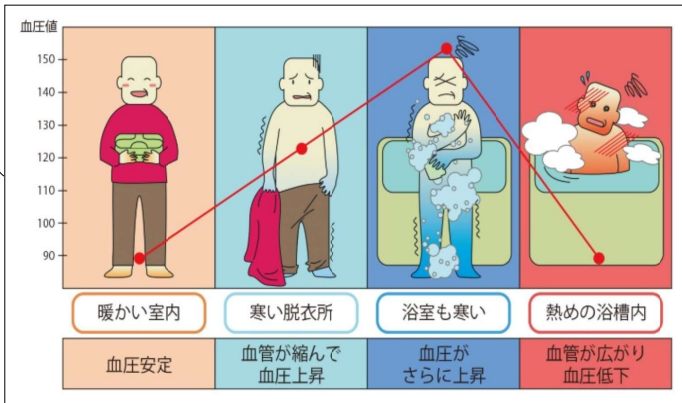 血圧値
150
140
130
120
110
100
90
暖かい室内
寒い脱衣所
浴室も寒い
熱めの浴槽内
血圧安定
血管が縮んで
血圧上昇
血圧が
さらに上昇
血管が広がり
血圧低下